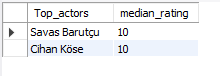 Top_actors median_rating
Savas Barutçu 10
Cihan Köse 10